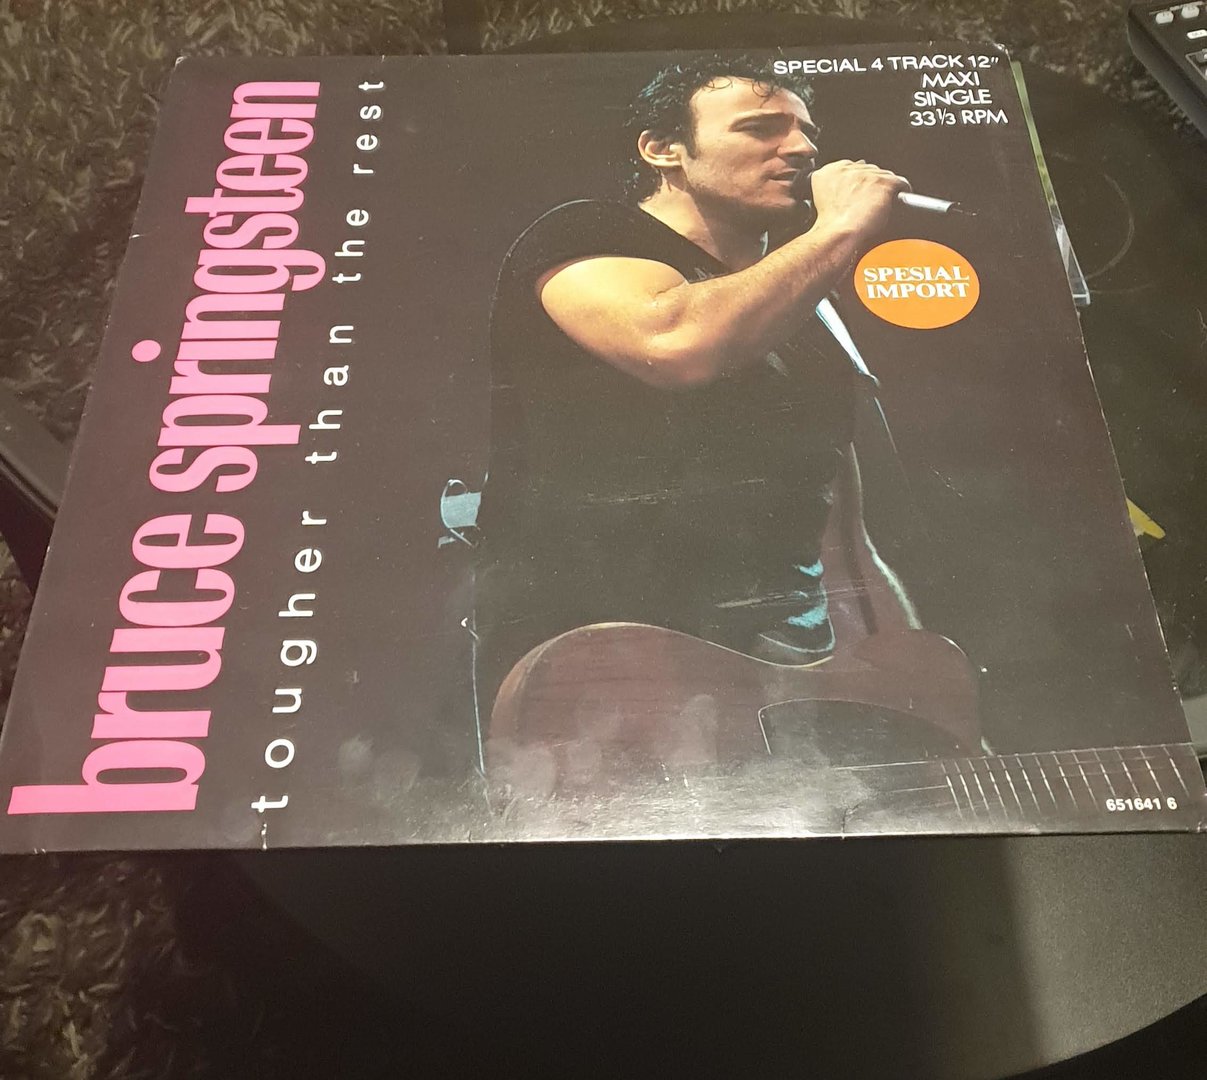 bruce springsteen
tougher than the rest
SPECIAL 4 TRACK 12"
MAXI
SINGLE
33⅓ RPM
SPESIAL
IMPORT
651641 6